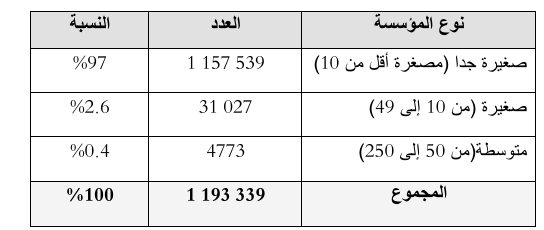 نوع المؤسسة العدد النسبة
صغيرة جدا (مصغرة أقل من 10) 1 157 539 %97
صغيرة (من 10 إلى 49) 31 027 %2.6
متوسطة(من 50 إلى 250) 4773 %0.4
المجموع 1 193 339 %100